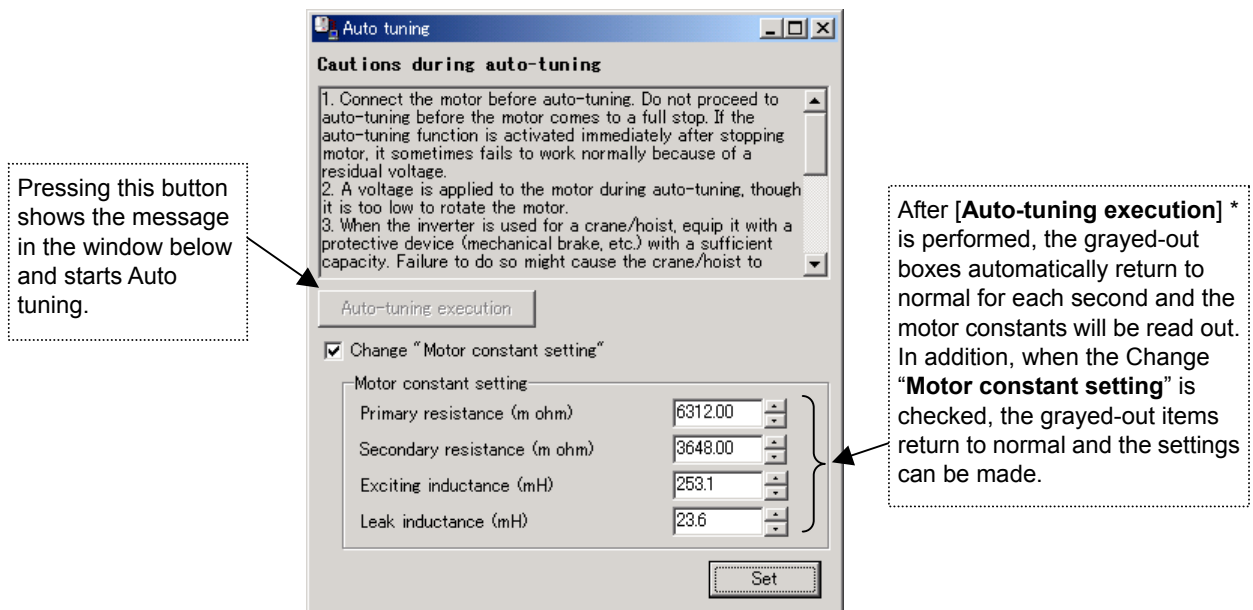 Auto tuning
Cautions during auto-tuning
1. Connect the motor before auto-tuning. Do not proceed to
auto-tuning before the motor comes to a full stop. If the
auto-tuning function is activated immediately after stopping
motor, it sometimes fails to work normally because of a
residual voltage.
2. A voltage is applied to the motor during auto-tuning, though
it is too low to rotate the motor.
3. When the inverter is used for a crane/hoist, equip it with a
protective device (mechanical brake, etc.) with a sufficient
capacity. Failure to do so might cause the crane/hoist to
Pressing this button
shows the message
in the window below
and starts Auto
tuning.
Auto-tuning execution
Change "Motor constant setting"
Motor constant setting
Primary resistance (m ohm) 6312.00
Secondary resistance (m ohm) 3648.00
Exciting inductance (mH) 253.1
Leak inductance (mH) 23.6
Set
After [Auto-tuning execution] *
is performed, the grayed-out
boxes automatically return to
normal for each second and the
motor constants will be read out.
In addition, when the Change
“Motor constant setting” is
checked, the grayed-out items
return to normal and the settings
can be made.